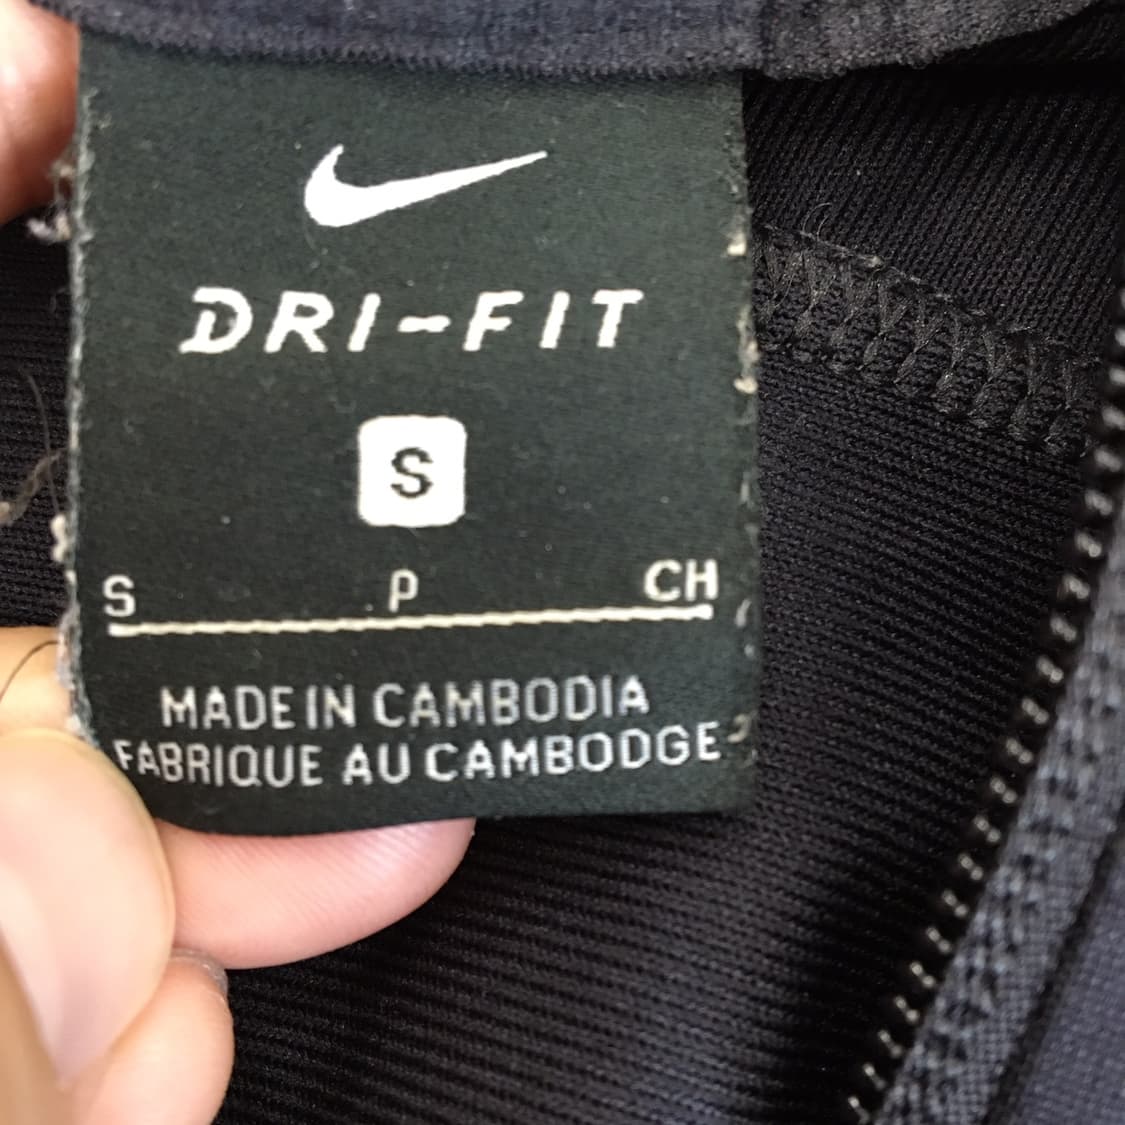 DRI-FIT
S
S P CH
MADE IN CAMBODIA
FABRIQUE AU CAMBODGE